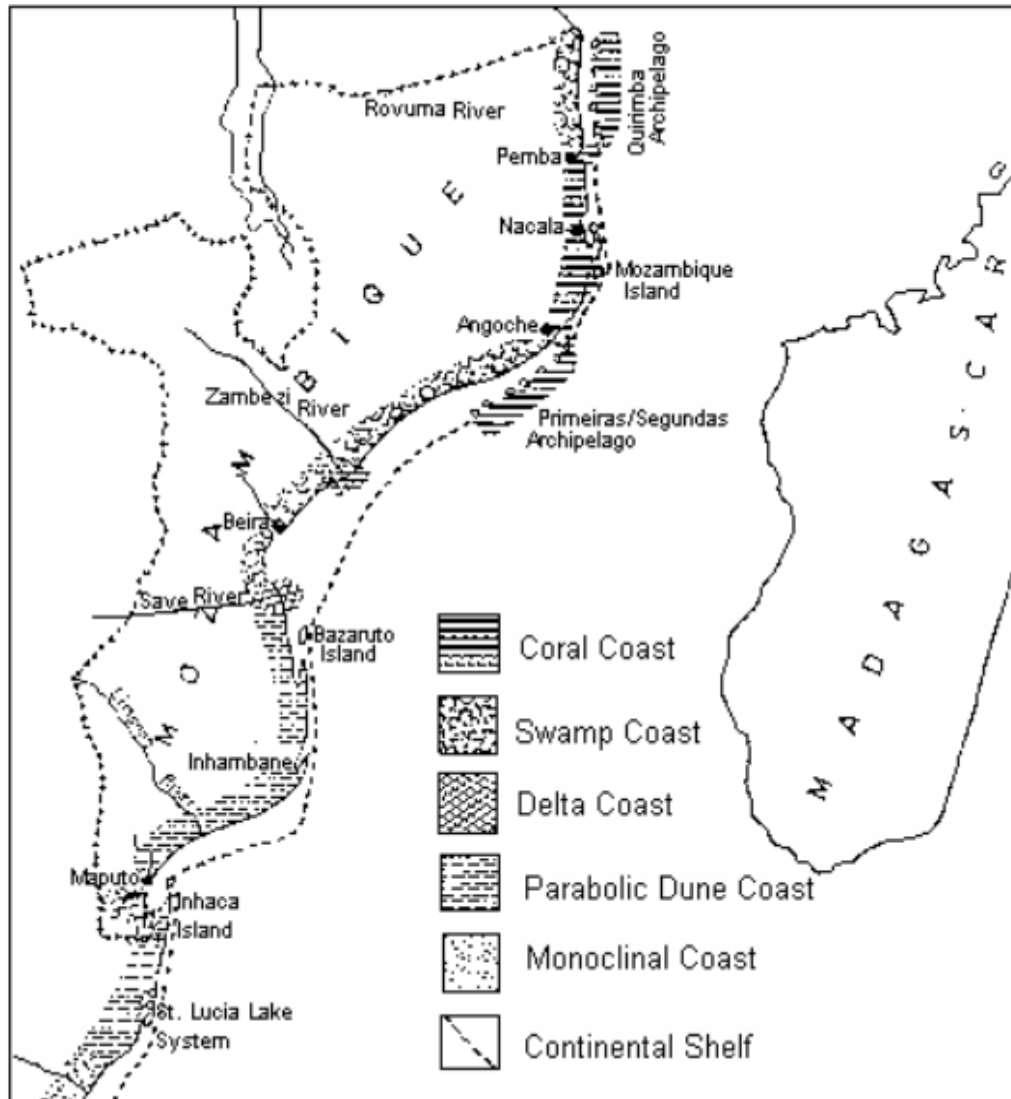 Rovuma River
Quirimba
Archipelago
Pemba
Nacala
Mozambique
Island
Angoche
Zambezi
River
Primeiras/Segundas
Archipelago
Beira
Save River
Bazaruto
Island
Inhambane
River
Maputo
Inhaca
Island
St. Lucia Lake
System
MOZAMBIQUE
MADAGASCAR
Coral Coast
Swamp Coast
Delta Coast
Parabolic Dune Coast
Monoclinal Coast
Continental Shelf